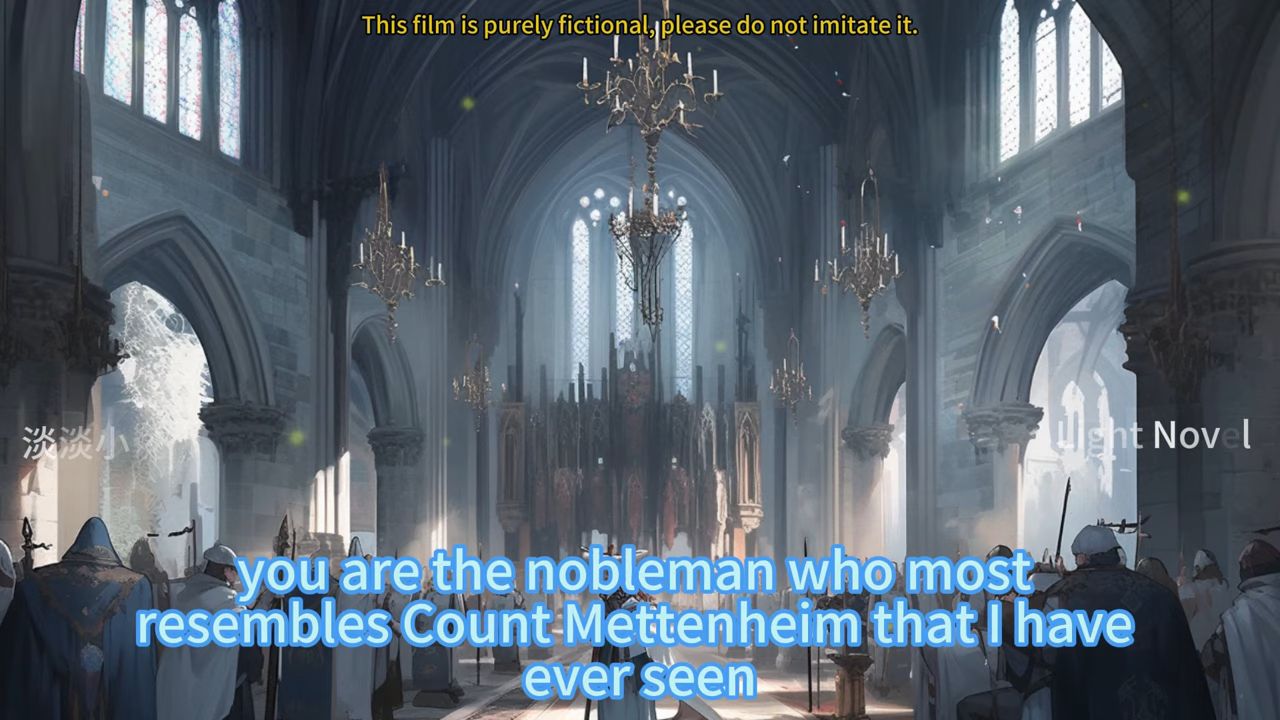 This film is purely fictional, please do not imitate it.
淡淡小
Light Novel
you are the nobleman who most
resembles Count Mettenheim that I have
ever seen